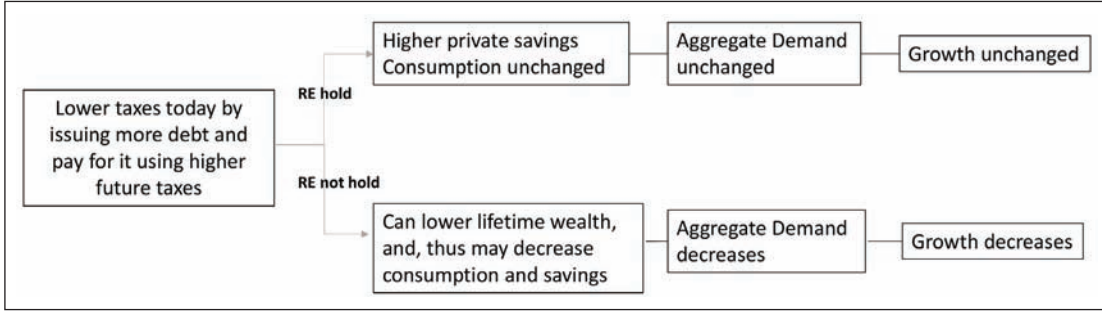 Lower taxes today by
issuing more debt and
pay for it using higher
future taxes
RE hold
Higher private savings
Consumption unchanged
Aggregate Demand
unchanged
Growth unchanged
RE not hold
Can lower lifetime wealth,
and, thus may decrease
consumption and savings
Aggregate Demand
decreases
Growth decreases